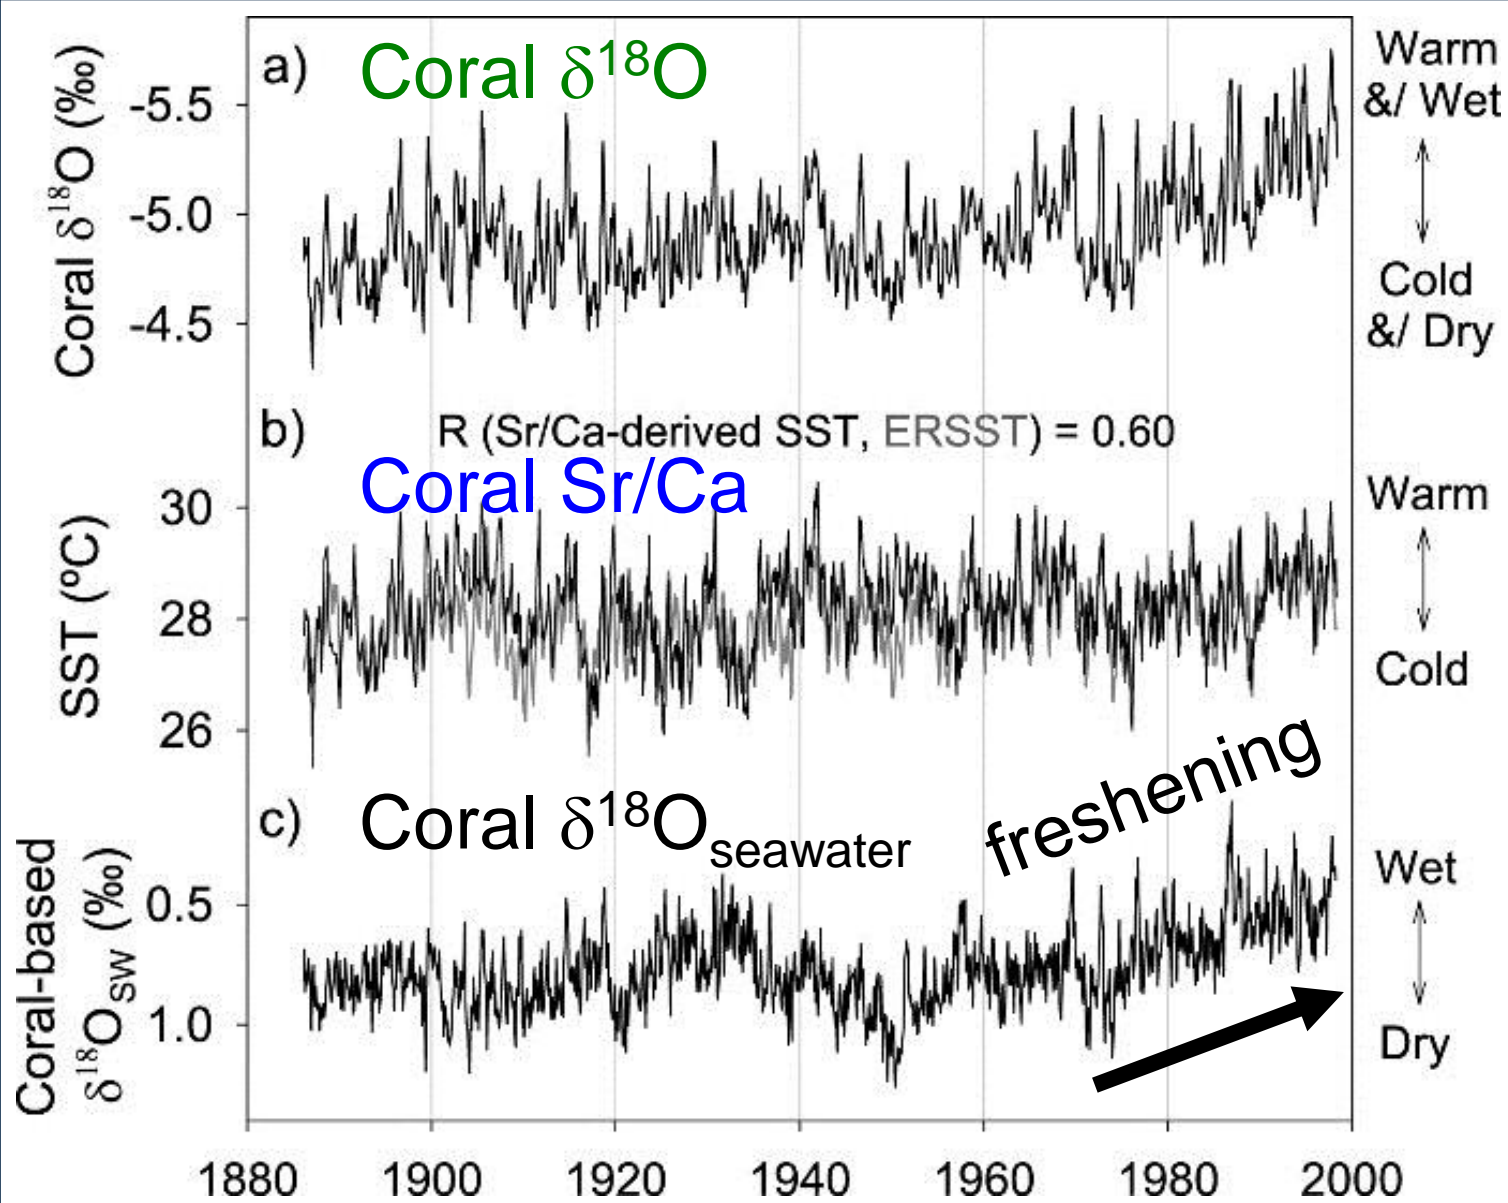 a) Coral δ¹⁸O
Coral δ¹⁸O (‰)
-5.5
-5.0
-4.5
Warm
&/ Wet
Cold
&/ Dry
b) R (Sr/Ca-derived SST, ERSST) = 0.60
Coral Sr/Ca
SST (ºC)
30
28
26
Warm
Cold
c) Coral δ¹⁸Oseawater
freshening
Coral-based
δ¹⁸OSW (‰)
0.5
1.0
Wet
Dry
1880 1900 1920 1940 1960 1980 2000